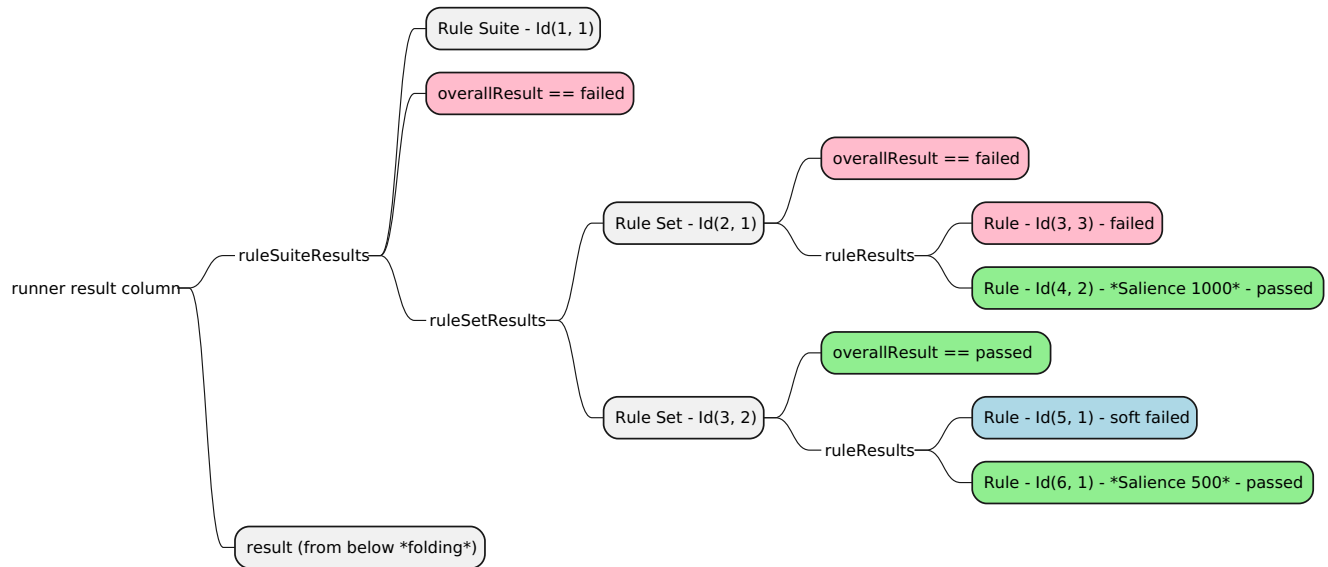 Rule Suite - Id(1, 1)
overallResult == failed
overallResult == failed
Rule Set - Id(2, 1)
Rule - Id(3, 3) - failed
ruleSuiteResults
ruleResults
runner result column
Rule - Id(4, 2) - *Salience 1000* - passed
ruleSetResults
overallResult == passed
Rule Set - Id(3, 2)
Rule - Id(5, 1) - soft failed
ruleResults
Rule - Id(6, 1) - *Salience 500* - passed
result (from below *folding*)